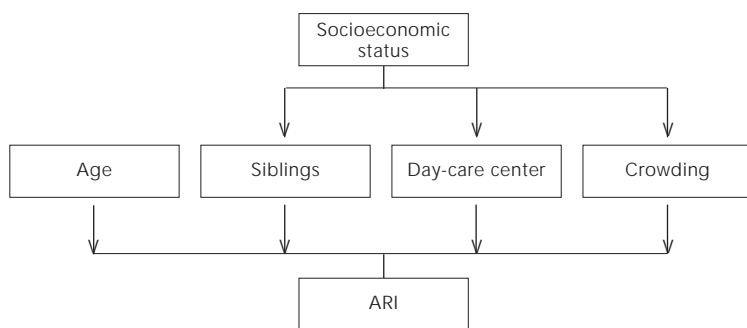 Socioeconomic
status
Age
Siblings
Day-care center
Crowding
ARI